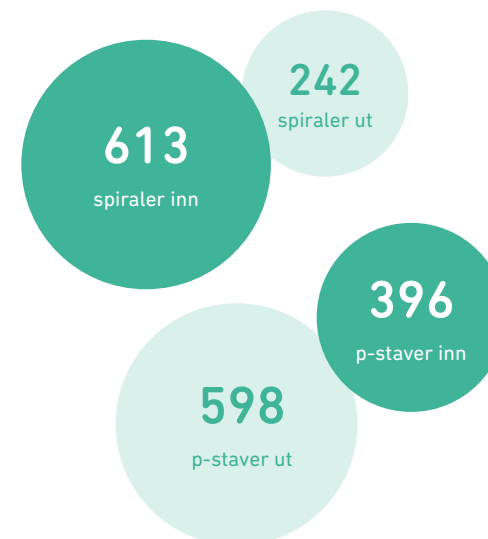 242
spiraler ut
613
spiraler inn
396
p-staver inn
598
p-staver ut